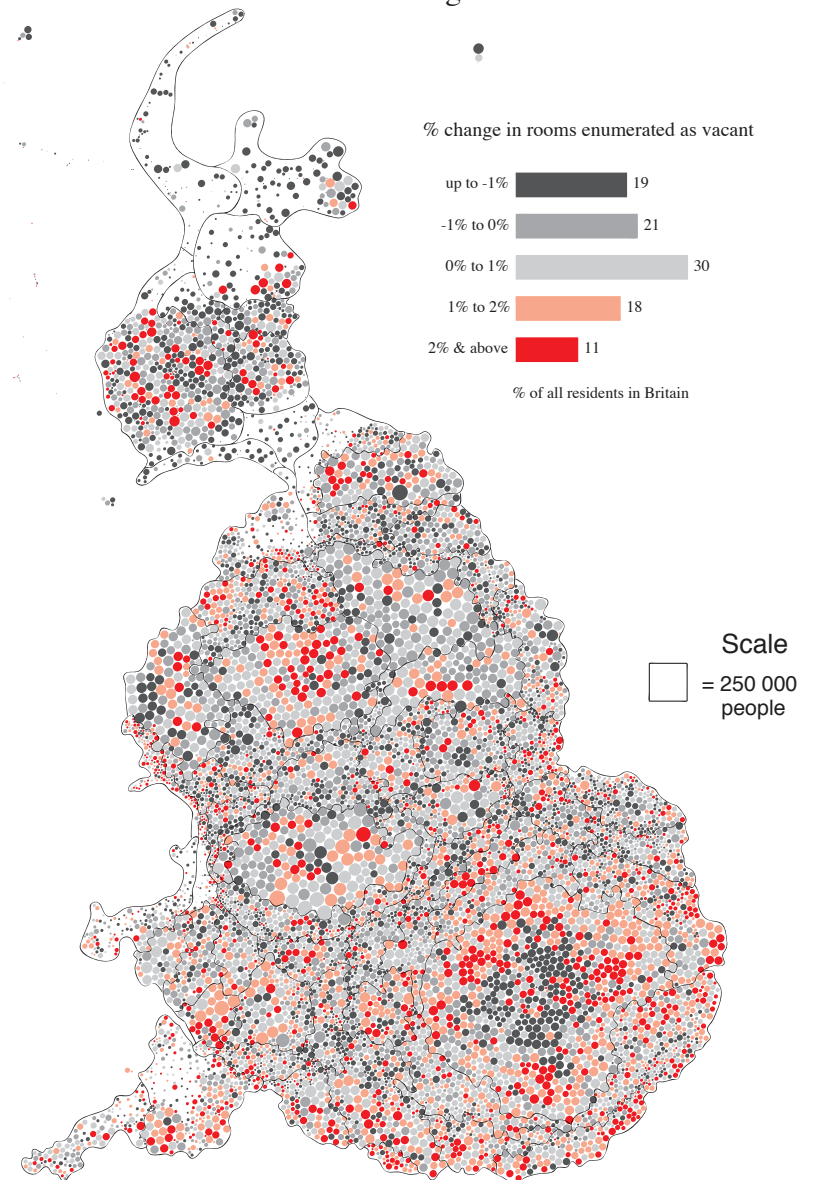 % change in rooms enumerated as vacant
up to -1% 19
-1% to 0% 21
0% to 1% 30
1% to 2% 18
2% & above 11
% of all residents in Britain
Scale
= 250 000
people